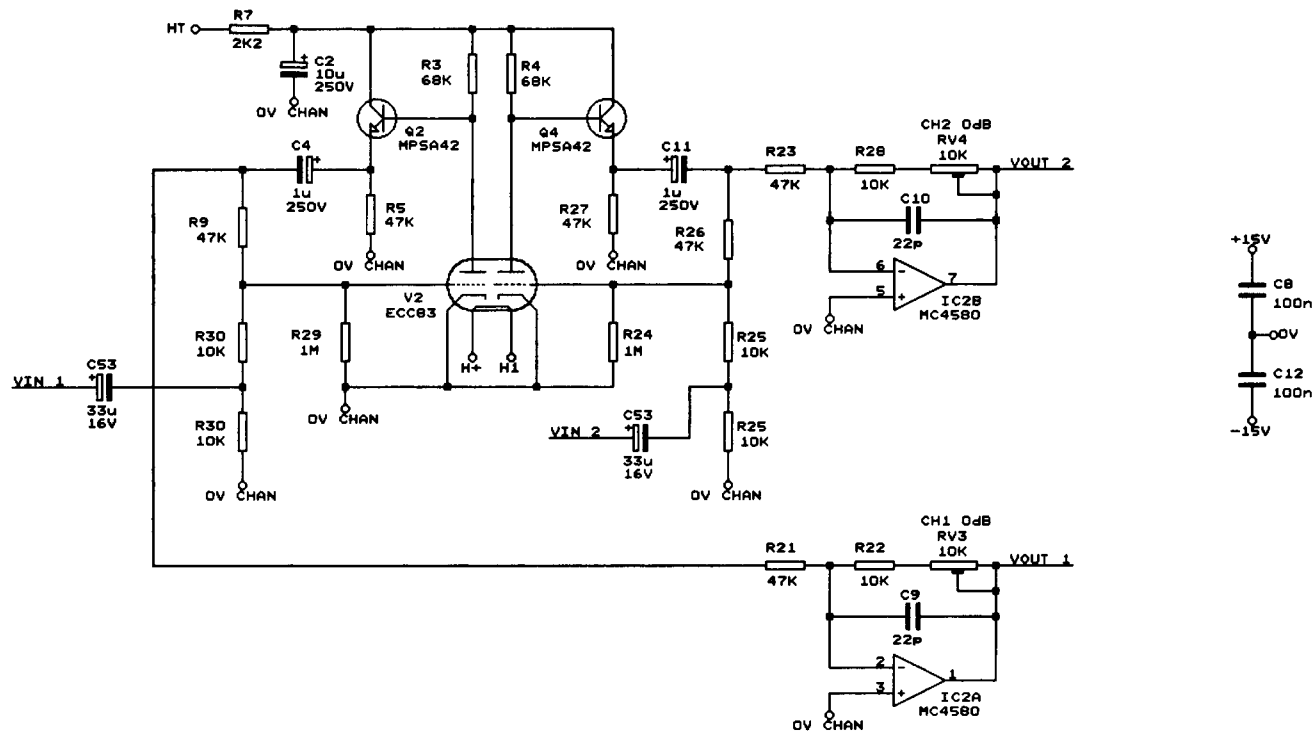 HT
R7
2K2
C2
10u
250V
0V CHAN
R3
68K
R4
68K
Q2
MPSA42
Q4
MPSA42
C4
1u
250V
C11
1u
250V
R23
47K
R28
10K
CH2 0dB
RV4
10K
VOUT 2
C10
22p
R9
47K
R5
47K
0V CHAN
R27
47K
0V CHAN
R26
47K
6
5
7
IC2B
MC4580
0V CHAN
+15V
C8
100n
0V
C12
100n
-15V
V2
ECC83
H+
H1
R30
10K
R29
1M
R24
1M
R25
10K
VIN 1
C53
33u
16V
R30
10K
0V CHAN
0V CHAN
VIN 2
C53
33u
16V
R25
10K
0V CHAN
R21
47K
R22
10K
CH1 0dB
RV3
10K
VOUT 1
C9
22p
2
3
1
IC2A
MC4580
0V CHAN